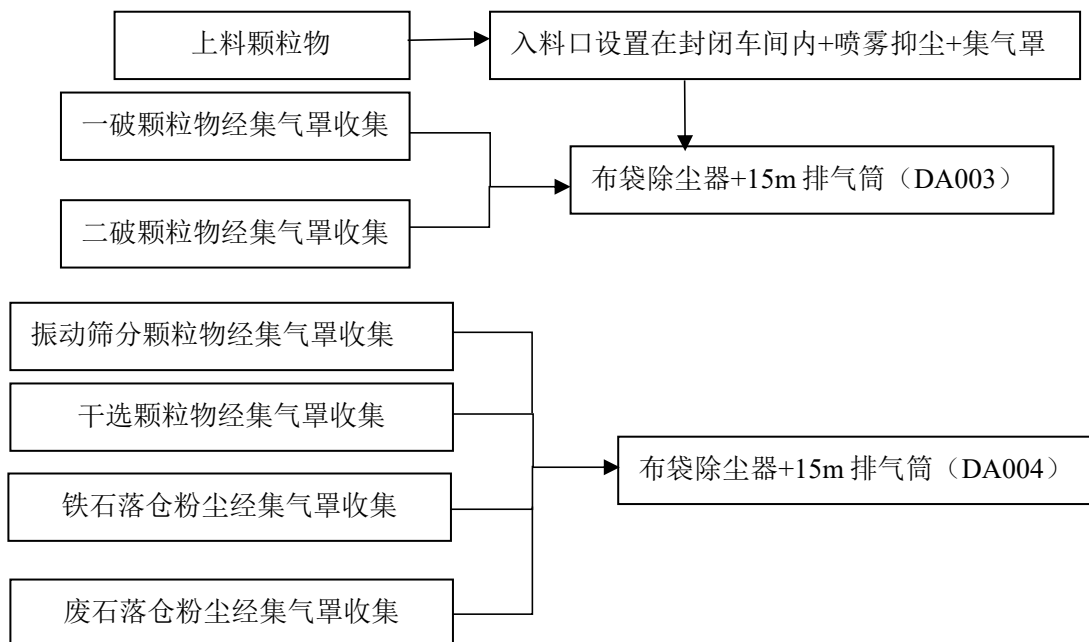 上料颗粒物
入料口设置在封闭车间内+喷雾抑尘+集气罩
一破颗粒物经集气罩收集
布袋除尘器+15m 排气筒（DA003）
二破颗粒物经集气罩收集
振动筛分颗粒物经集气罩收集
干选颗粒物经集气罩收集
布袋除尘器+15m 排气筒（DA004）
铁石落仓粉尘经集气罩收集
废石落仓粉尘经集气罩收集